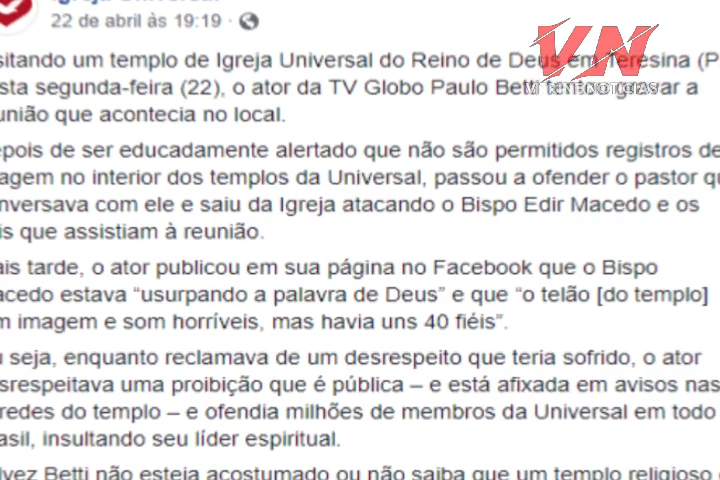 Igreja Universal
22 de abril às 19:19 ·
VN
sitando um templo de Igreja Universal do Reino de Deus em Teresina (P
sta segunda-feira (22), o ator da TV Globo Paulo Betti tentou gravar a
união que acontecia no local.
epois de ser educadamente alertado que não são permitidos registros de
agem no interior dos templos da Universal, passou a ofender o pastor qu
nversava com ele e saiu da Igreja atacando o Bispo Edir Macedo e os
is que assistiam à reunião.
ais tarde, o ator publicou em sua página no Facebook que o Bispo
acedo estava “usurpando a palavra de Deus” e que “o telão [do templo]
m imagem e som horríveis, mas havia uns 40 fiéis”.
u seja, enquanto reclamava de um desrespeito que teria sofrido, o ator
srespeitava uma proibição que é pública – e está afixada em avisos nas
redes do templo – e ofendia milhões de membros da Universal em todo
asil, insultando seu líder espiritual.
lvez Betti não esteja acostumado ou não saiba que um templo religioso